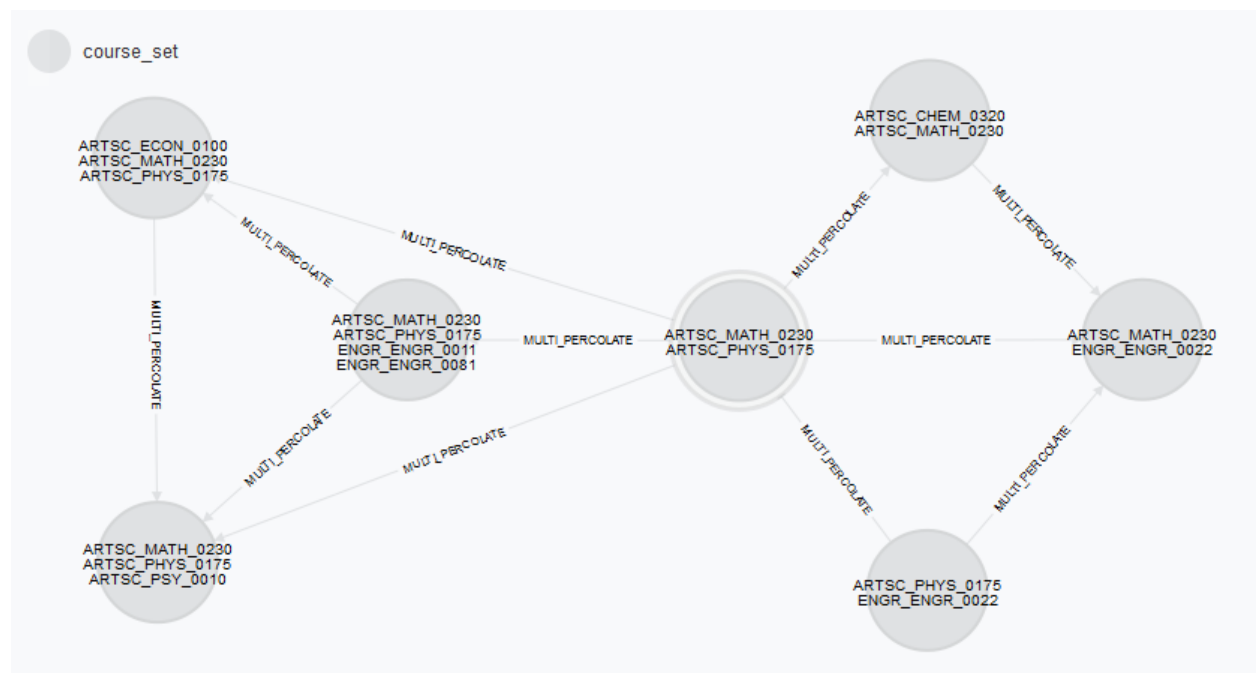 course_set
ARTSC_ECON_0100
ARTSC_MATH_0230
ARTSC_PHYS_0175
ARTSC_CHEM_0320
ARTSC_MATH_0230
MULTI_PERCOLATE
MULTI_PERCOLATE
MULTI_PERCOLATE
MULTI_PERCOLATE
MULTI_PERCOLATE
ARTSC_MATH_0230
ARTSC_PHYS_0175
ENGR_ENGR_0011
ENGR_ENGR_0081
MULTI_PERCOLATE
ARTSC_MATH_0230
ARTSC_PHYS_0175
MULTI_PERCOLATE
ARTSC_MATH_0230
ENGR_ENGR_0022
MULTI_PERCOLATE
MULTI_PERCOLATE
MULTI_PERCOLATE
MULTI_PERCOLATE
ARTSC_MATH_0230
ARTSC_PHYS_0175
ARTSC_PSY_0010
ARTSC_PHYS_0175
ENGR_ENGR_0022